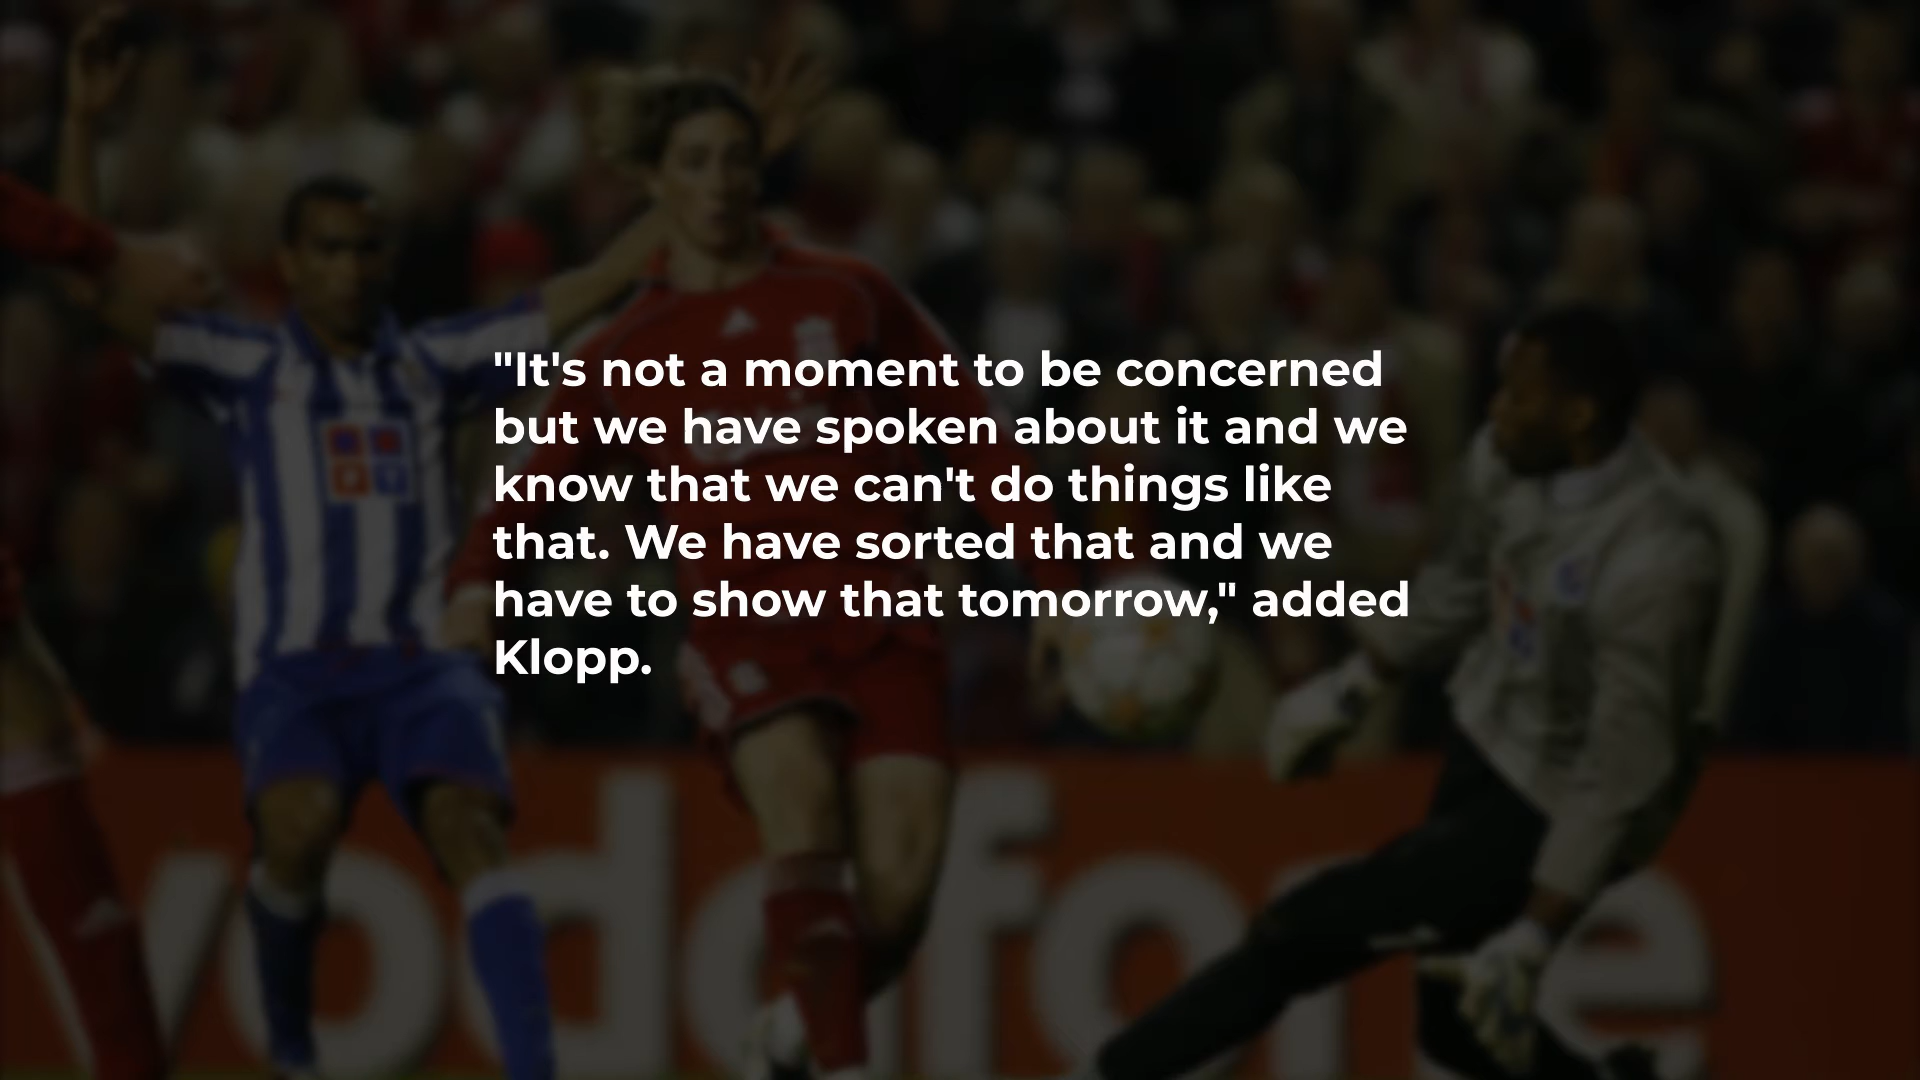 "It's not a moment to be concerned
but we have spoken about it and we
know that we can't do things like
that. We have sorted that and we
have to show that tomorrow," added
Klopp.
vodafone